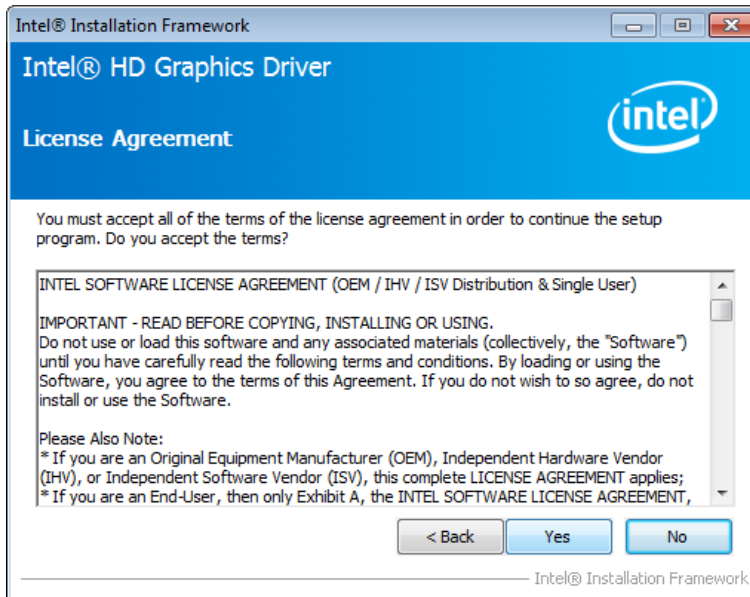 Intel® Installation Framework
Intel® HD Graphics Driver
intel®
License Agreement
You must accept all of the terms of the license agreement in order to continue the setup
program. Do you accept the terms?
INTEL SOFTWARE LICENSE AGREEMENT (OEM / IHV / ISV Distribution & Single User)
IMPORTANT - READ BEFORE COPYING, INSTALLING OR USING.
Do not use or load this software and any associated materials (collectively, the "Software")
until you have carefully read the following terms and conditions. By loading or using the
Software, you agree to the terms of this Agreement. If you do not wish to so agree, do not
install or use the Software.
Please Also Note:
* If you are an Original Equipment Manufacturer (OEM), Independent Hardware Vendor
(IHV), or Independent Software Vendor (ISV), this complete LICENSE AGREEMENT applies;
* If you are an End-User, then only Exhibit A, the INTEL SOFTWARE LICENSE AGREEMENT,
< Back Yes No
Intel® Installation Framework